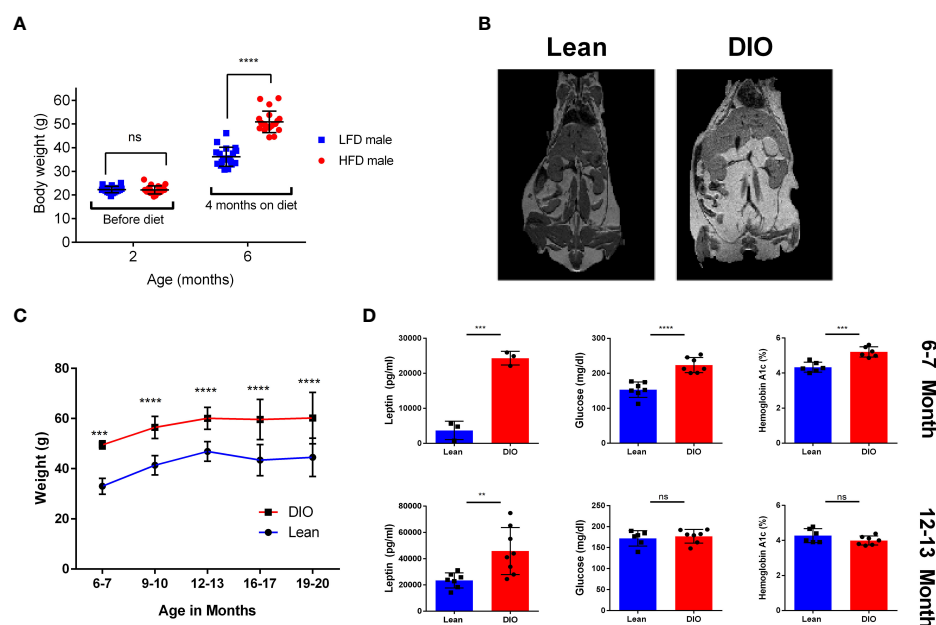 A
Body weight (g)
60
50
40
30
20
10
0
ns
****
Before diet
4 months on diet
2
6
Age (months)
LFD male
HFD male
B
Lean
DIO
C
Weight (g)
80
60
40
20
0
***
****
****
****
****
DIO
Lean
6-7
9-10
12-13
16-17
19-20
Age in Months
D
Leptin (pg/ml)
30000
20000
10000
0
***
Lean
DIO
Glucose (mg/dl)
300
200
100
0
****
Lean
DIO
Hemoglobin A1c (%)
6
4
2
0
***
Lean
DIO
6-7 Month
Leptin (pg/ml)
80000
60000
40000
20000
0
**
Lean
DIO
Glucose (mg/dl)
250
200
150
100
50
0
ns
Lean
DIO
Hemoglobin A1c (%)
6
4
2
0
ns
Lean
DIO
12-13 Month